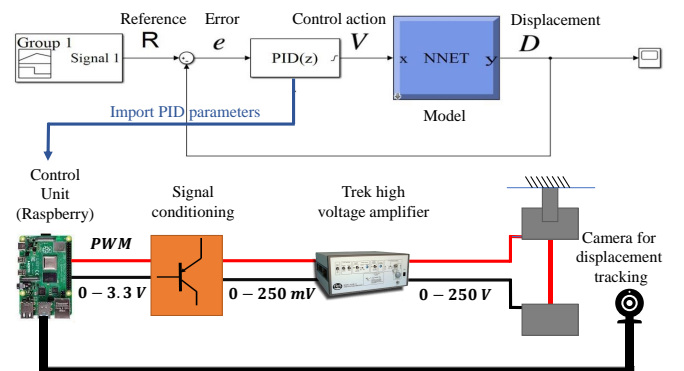 Reference
Error
Control action
Displacement
Group 1
Signal 1
R
e
PID(z)
V
x
NNET
y
D
Model
Import PID parameters
Control
Unit
(Raspberry)
Signal
conditioning
Trek high
voltage amplifier
Camera for
displacement
tracking
PWM
0 − 3.3 V
0 − 250 mV
0 − 250 V